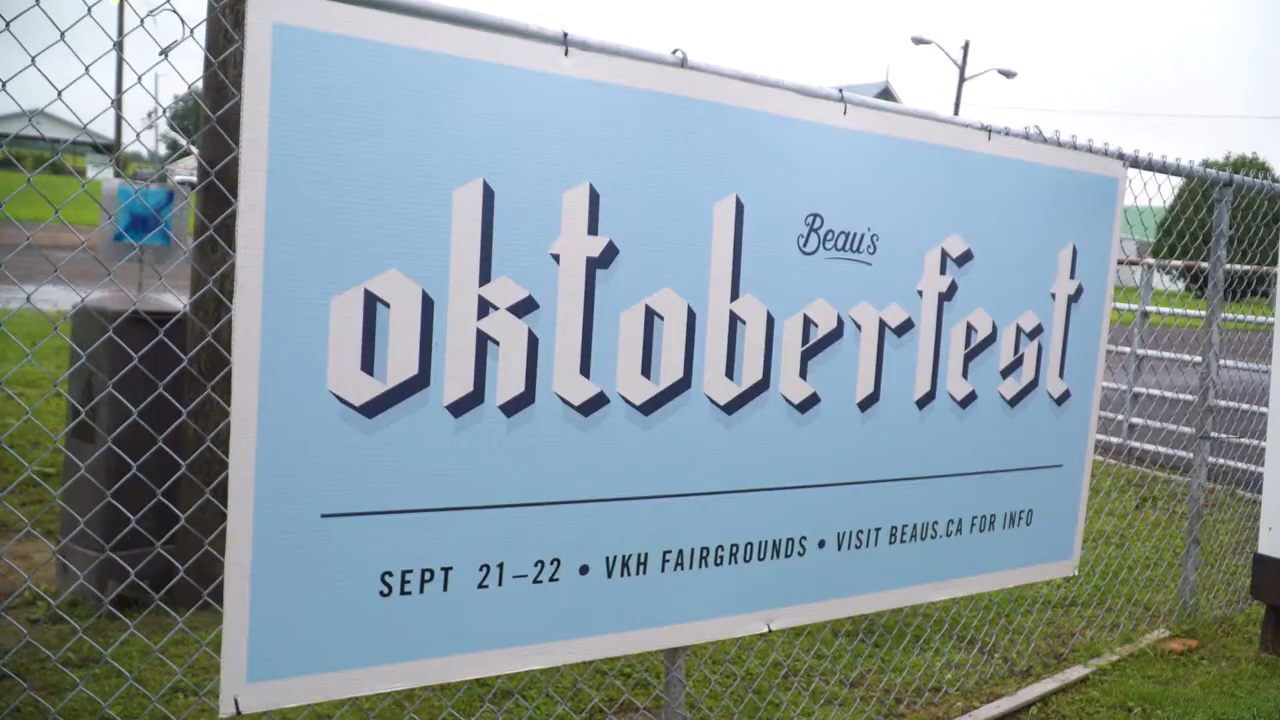 Beau's
oktoberfest
SEPT 21–22 • VKH FAIRGROUNDS • VISIT BEAUS.CA FOR INFO